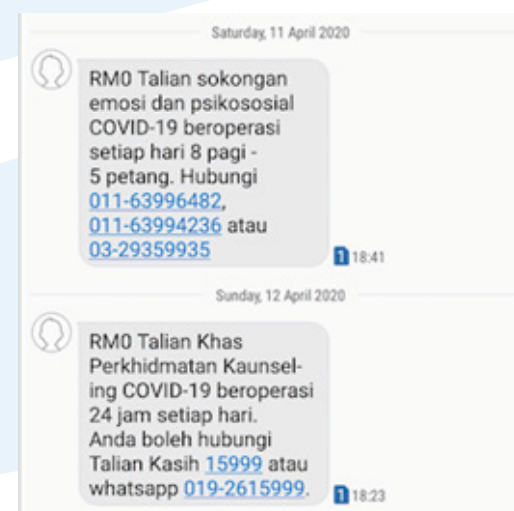 Saturday, 11 April 2020
RM0 Talian sokongan
emosi dan psikososial
COVID-19 beroperasi
setiap hari 8 pagi -
5 petang. Hubungi
011-63996482,
011-63994236 atau
03-29359935
1 18:41
Sunday, 12 April 2020
RM0 Talian Khas
Perkhidmatan Kaunsel-
ing COVID-19 beroperasi
24 jam setiap hari.
Anda boleh hubungi
Talian Kasih 15999 atau
whatsapp 019-2615999.
1 18:23